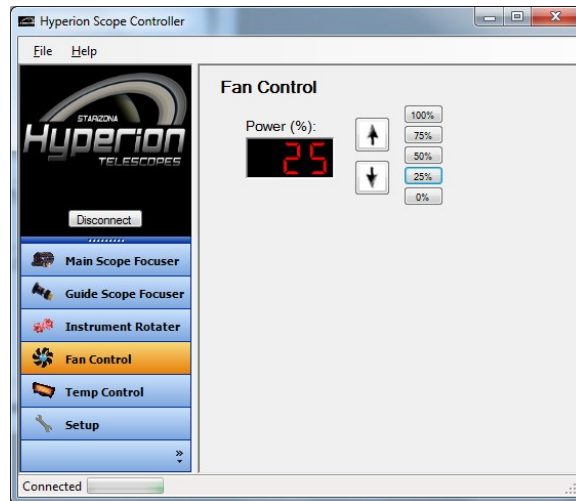 Hyperion Scope Controller
File Help
STARIZONA
Hyperion
TELESCOPES
Disconnect
Main Scope Focuser
Guide Scope Focuser
Instrument Rotater
Fan Control
Temp Control
Setup
Fan Control
Power (%):
25
100%
75%
50%
25%
0%
Connected